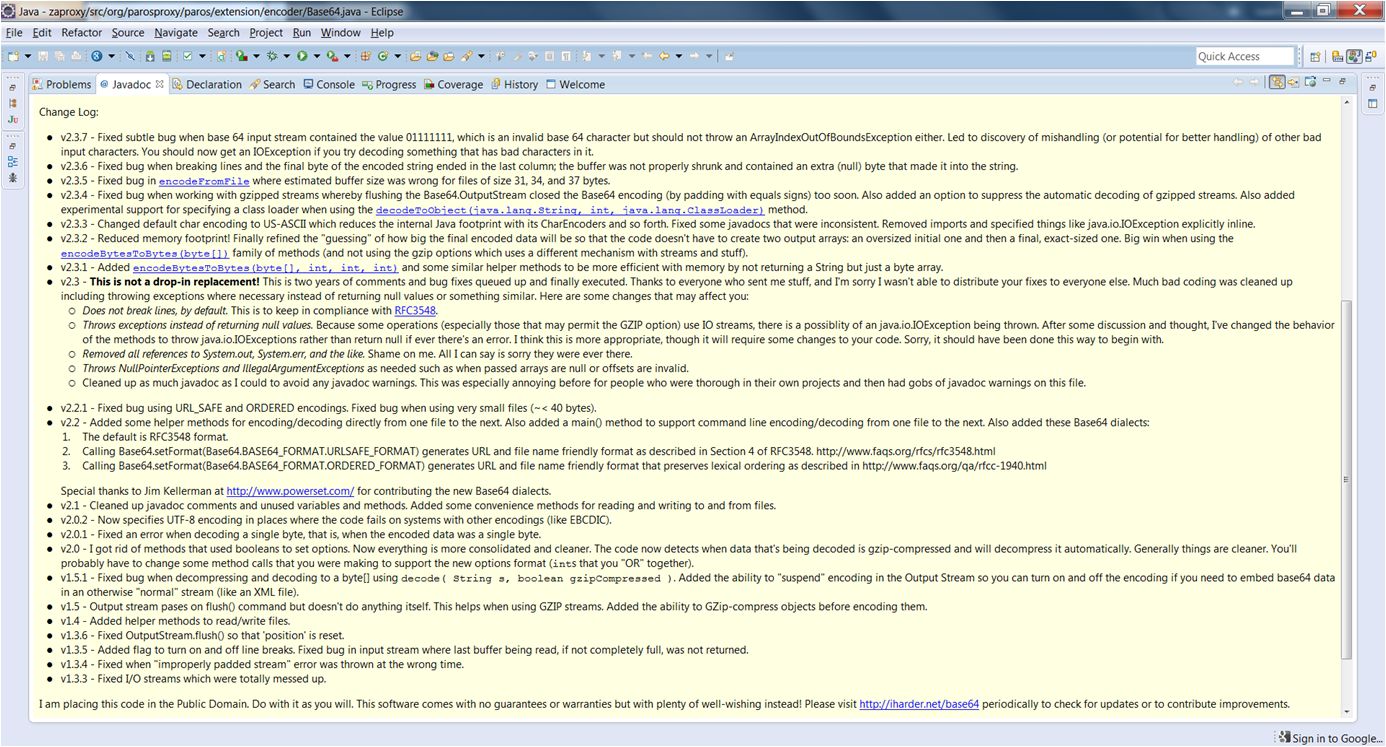 Java - zaproxy/src/org/parosproxy/paros/extension/encoder/Base64.java - Eclipse
File Edit Refactor Source Navigate Search Project Run Window Help
Quick Access
Problems @ Javadoc Declaration Search Console Progress Coverage History Welcome
Change Log:
● v2.3.7 - Fixed subtle bug when base 64 input stream contained the value 01111111, which is an invalid base 64 character but should not throw an ArrayIndexOutOfBoundsException either. Led to discovery of mishandling (or potential for better handling) of other bad
input characters. You should now get an IOException if you try decoding something that has bad characters in it.
● v2.3.6 - Fixed bug when breaking lines and the final byte of the encoded string ended in the last column; the buffer was not properly shrunk and contained an extra (null) byte that made it into the string.
● v2.3.5 - Fixed bug in encodeFromFile where estimated buffer size was wrong for files of size 31, 34, and 37 bytes.
● v2.3.4 - Fixed bug when working with gzipped streams whereby flushing the Base64.OutputStream closed the Base64 encoding (by padding with equals signs) too soon. Also added an option to suppress the automatic decoding of gzipped streams. Also added
experimental support for specifying a class loader when using the decodeToObject(java.lang.String, int, java.lang.ClassLoader) method.
● v2.3.3 - Changed default char encoding to US-ASCII which reduces the internal Java footprint with its CharEncoders and so forth. Fixed some javadocs that were inconsistent. Removed imports and specified things like java.io.IOException explicitly inline.
● v2.3.2 - Reduced memory footprint! Finally refined the "guessing" of how big the final encoded data will be so that the code doesn't have to create two output arrays: an oversized initial one and then a final, exact-sized one. Big win when using the
encodeBytesToBytes(byte[]) family of methods (and not using the gzip options which uses a different mechanism with streams and stuff).
● v2.3.1 - Added encodeBytesToBytes(byte[], int, int, int) and some similar helper methods to be more efficient with memory by not returning a String but just a byte array.
● v2.3 - This is not a drop-in replacement! This is two years of comments and bug fixes queued up and finally executed. Thanks to everyone who sent me stuff, and I'm sorry I wasn't able to distribute your fixes to everyone else. Much bad coding was cleaned up
including throwing exceptions where necessary instead of returning null values or something similar. Here are some changes that may affect you:
○ Does not break lines, by default. This is to keep in compliance with RFC3548.
○ Throws exceptions instead of returning null values. Because some operations (especially those that may permit the GZIP option) use IO streams, there is a possiblity of an java.io.IOException being thrown. After some discussion and thought, I've changed the behavior
of the methods to throw java.io.IOExceptions rather than return null if ever there's an error. I think this is more appropriate, though it will require some changes to your code. Sorry, it should have been done this way to begin with.
○ Removed all references to System.out, System.err, and the like. Shame on me. All I can say is sorry they were ever there.
○ Throws NullPointerExceptions and IllegalArgumentExceptions as needed such as when passed arrays are null or offsets are invalid.
○ Cleaned up as much javadoc as I could to avoid any javadoc warnings. This was especially annoying before for people who were thorough in their own projects and then had gobs of javadoc warnings on this file.
● v2.2.1 - Fixed bug using URL_SAFE and ORDERED encodings. Fixed bug when using very small files (~< 40 bytes).
● v2.2 - Added some helper methods for encoding/decoding directly from one file to the next. Also added a main() method to support command line encoding/decoding from one file to the next. Also added these Base64 dialects:
1. The default is RFC3548 format.
2. Calling Base64.setFormat(Base64.BASE64_FORMAT.URLSAFE_FORMAT) generates URL and file name friendly format as described in Section 4 of RFC3548. http://www.faqs.org/rfcs/rfc3548.html
3. Calling Base64.setFormat(Base64.BASE64_FORMAT.ORDERED_FORMAT) generates URL and file name friendly format that preserves lexical ordering as described in http://www.faqs.org/qa/rfcc-1940.html
Special thanks to Jim Kellerman at http://www.powerset.com/ for contributing the new Base64 dialects.
● v2.1 - Cleaned up javadoc comments and unused variables and methods. Added some convenience methods for reading and writing to and from files.
● v2.0.2 - Now specifies UTF-8 encoding in places where the code fails on systems with other encodings (like EBCDIC).
● v2.0.1 - Fixed an error when decoding a single byte, that is, when the encoded data was a single byte.
● v2.0 - I got rid of methods that used booleans to set options. Now everything is more consolidated and cleaner. The code now detects when data that's being decoded is gzip-compressed and will decompress it automatically. Generally things are cleaner. You'll
probably have to change some method calls that you were making to support the new options format (ints that you "OR" together).
● v1.5.1 - Fixed bug when decompressing and decoding to a byte[] using decode( String s, boolean gzipCompressed ). Added the ability to "suspend" encoding in the Output Stream so you can turn on and off the encoding if you need to embed base64 data
in an otherwise "normal" stream (like an XML file).
● v1.5 - Output stream pases on flush() command but doesn't do anything itself. This helps when using GZIP streams. Added the ability to GZip-compress objects before encoding them.
● v1.4 - Added helper methods to read/write files.
● v1.3.6 - Fixed OutputStream.flush() so that 'position' is reset.
● v1.3.5 - Added flag to turn on and off line breaks. Fixed bug in input stream where last buffer being read, if not completely full, was not returned.
● v1.3.4 - Fixed when "improperly padded stream" error was thrown at the wrong time.
● v1.3.3 - Fixed I/O streams which were totally messed up.
I am placing this code in the Public Domain. Do with it as you will. This software comes with no guarantees or warranties but with plenty of well-wishing instead! Please visit http://iharder.net/base64 periodically to check for updates or to contribute improvements.
Sign in to Google...